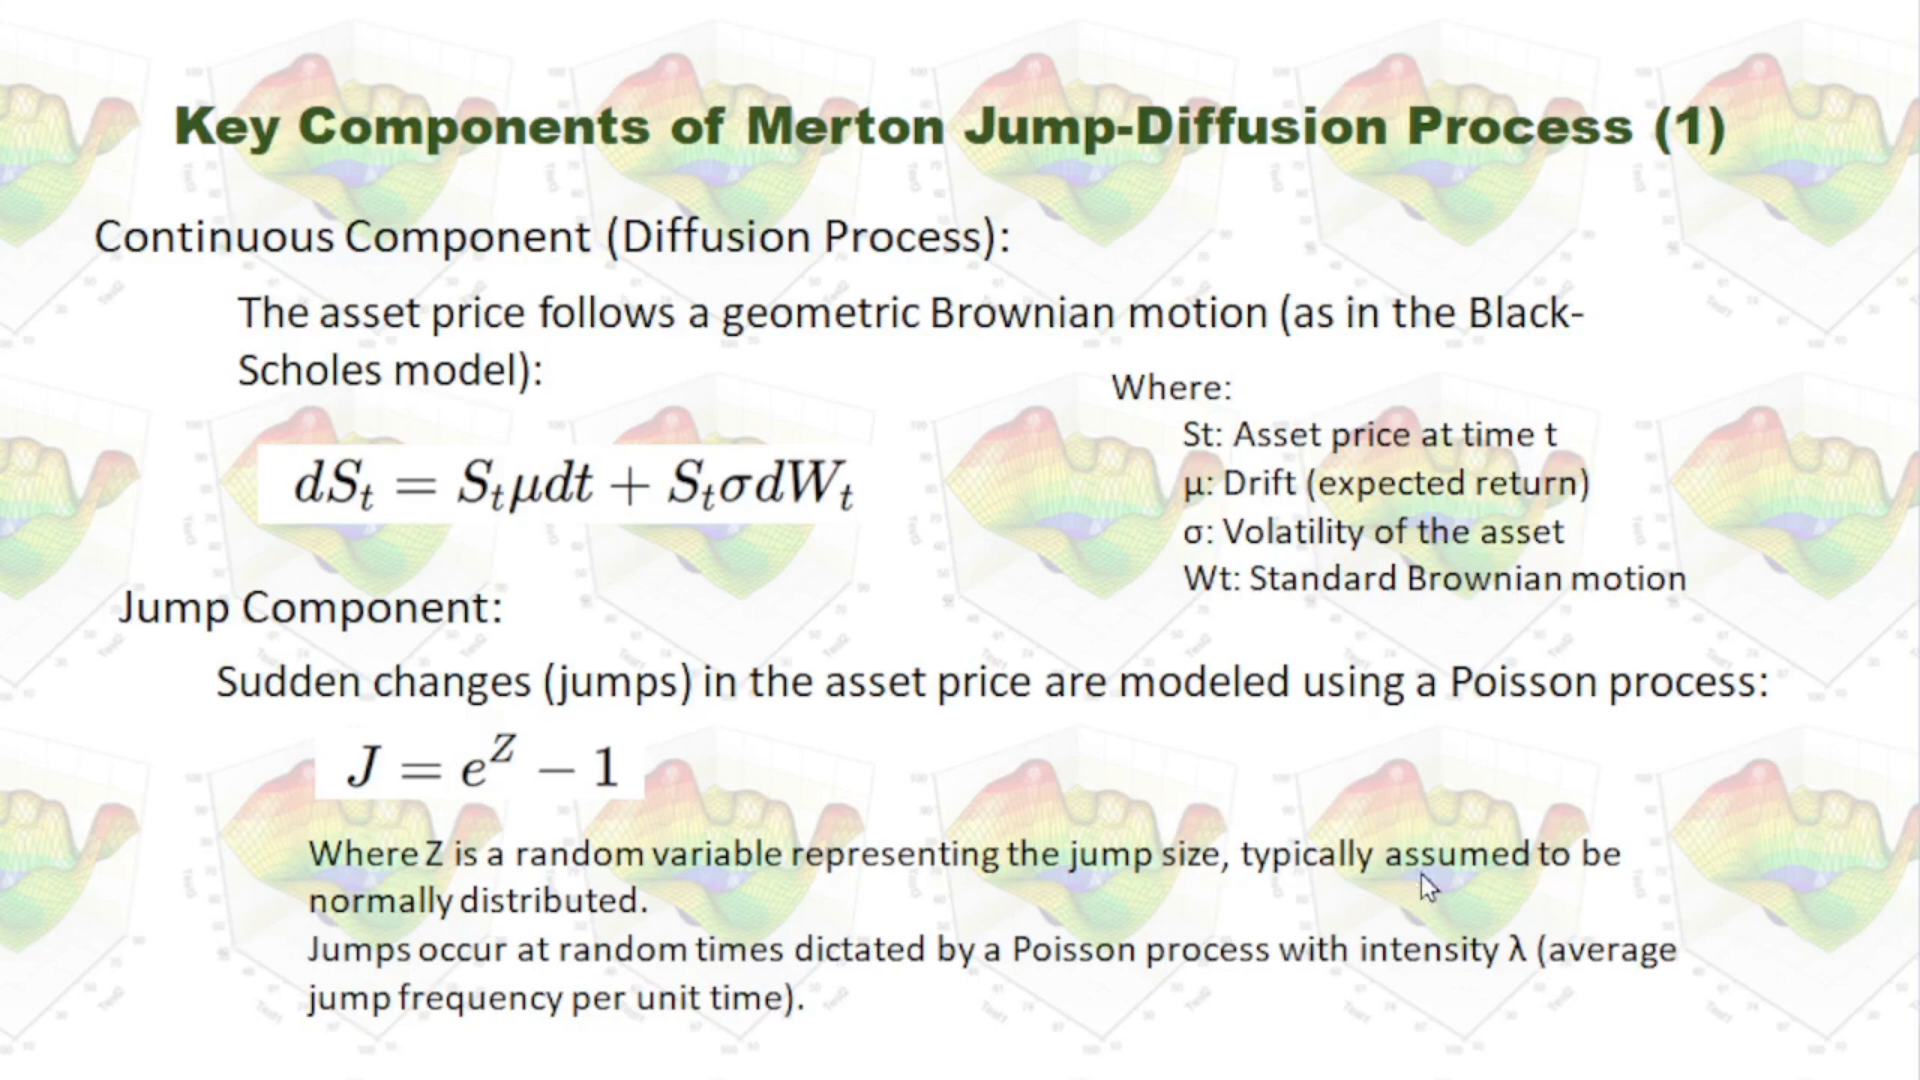 Key Components of Merton Jump-Diffusion Process (1)
Continuous Component (Diffusion Process):
The asset price follows a geometric Brownian motion (as in the Black-
Scholes model):
Where:
St: Asset price at time t
μ: Drift (expected return)
σ: Volatility of the asset
Wt: Standard Brownian motion
dS_t = S_tμdt + S_tσdW_t
Jump Component:
Sudden changes (jumps) in the asset price are modeled using a Poisson process:
J = e^Z − 1
Where Z is a random variable representing the jump size, typically assumed to be
normally distributed.
Jumps occur at random times dictated by a Poisson process with intensity λ (average
jump frequency per unit time).